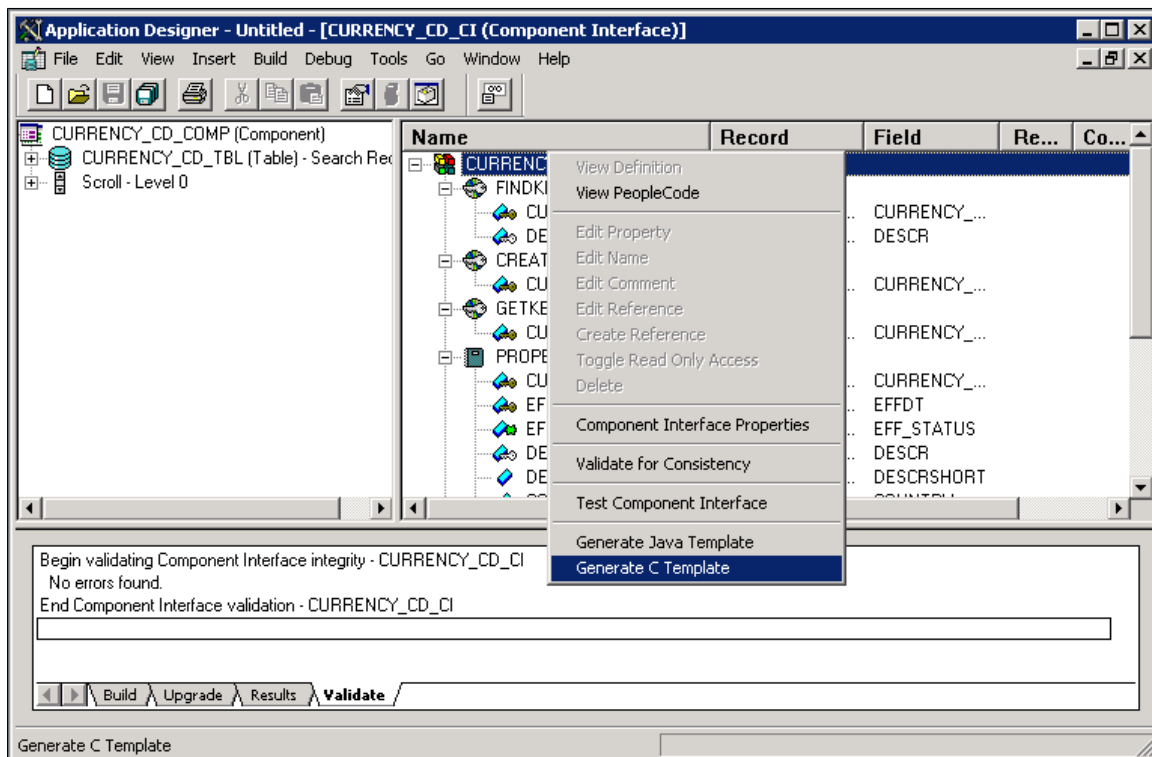 Application Designer - Untitled - [CURRENCY_CD_CI (Component Interface)]
File Edit View Insert Build Debug Tools Go Window Help
CURRENCY_CD_COMP (Component)
CURRENCY_CD_TBL (Table) - Search Rec
Scroll - Level 0
Name Record Field Re... Co...
CURRENC
FINDKE
CU .. CURRENCY_...
DE .. DESCR
CREAT
CU .. CURRENCY_...
GETKE
CU .. CURRENCY_...
PROPE
CU .. CURRENCY_...
EF .. EFFDT
EF .. EFF_STATUS
DE .. DESCR
DE .. DESCRSHORT
View Definition
View PeopleCode
Edit Property
Edit Name
Edit Comment
Edit Reference
Create Reference
Toggle Read Only Access
Delete
Component Interface Properties
Validate for Consistency
Test Component Interface
Generate Java Template
Generate C Template
Begin validating Component Interface integrity - CURRENCY_CD_CI
No errors found.
End Component Interface validation - CURRENCY_CD_CI
Build Upgrade Results Validate
Generate C Template